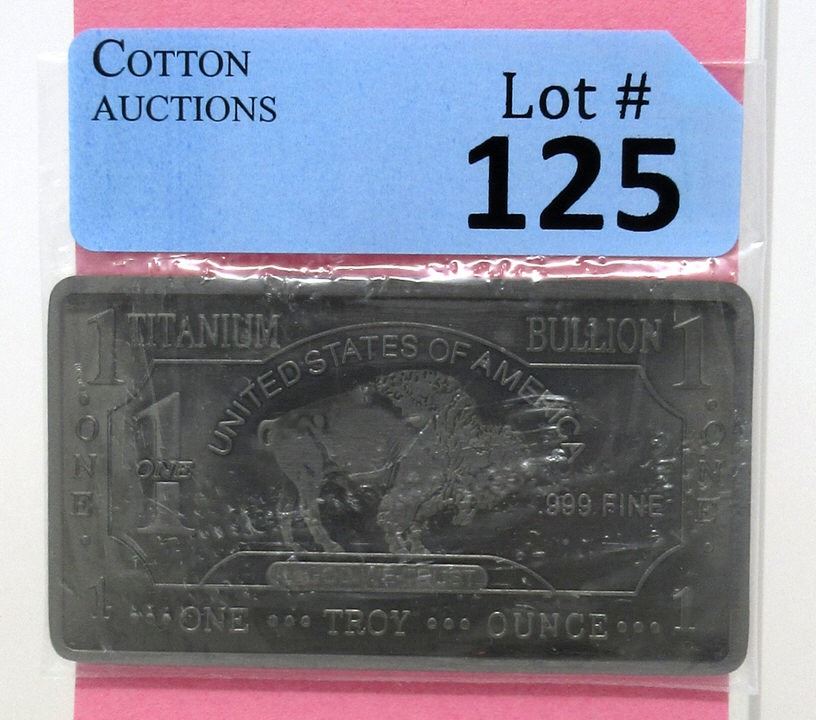 COTTON
AUCTIONS
Lot #
125
1 TITANIUM BULLION 1
UNITED STATES OF AMERICA
ONE
1
ONE
ONE
.999 FINE
IN GOD WE TRUST
1 ••• ONE ••• TROY ••• OUNCE ••• 1